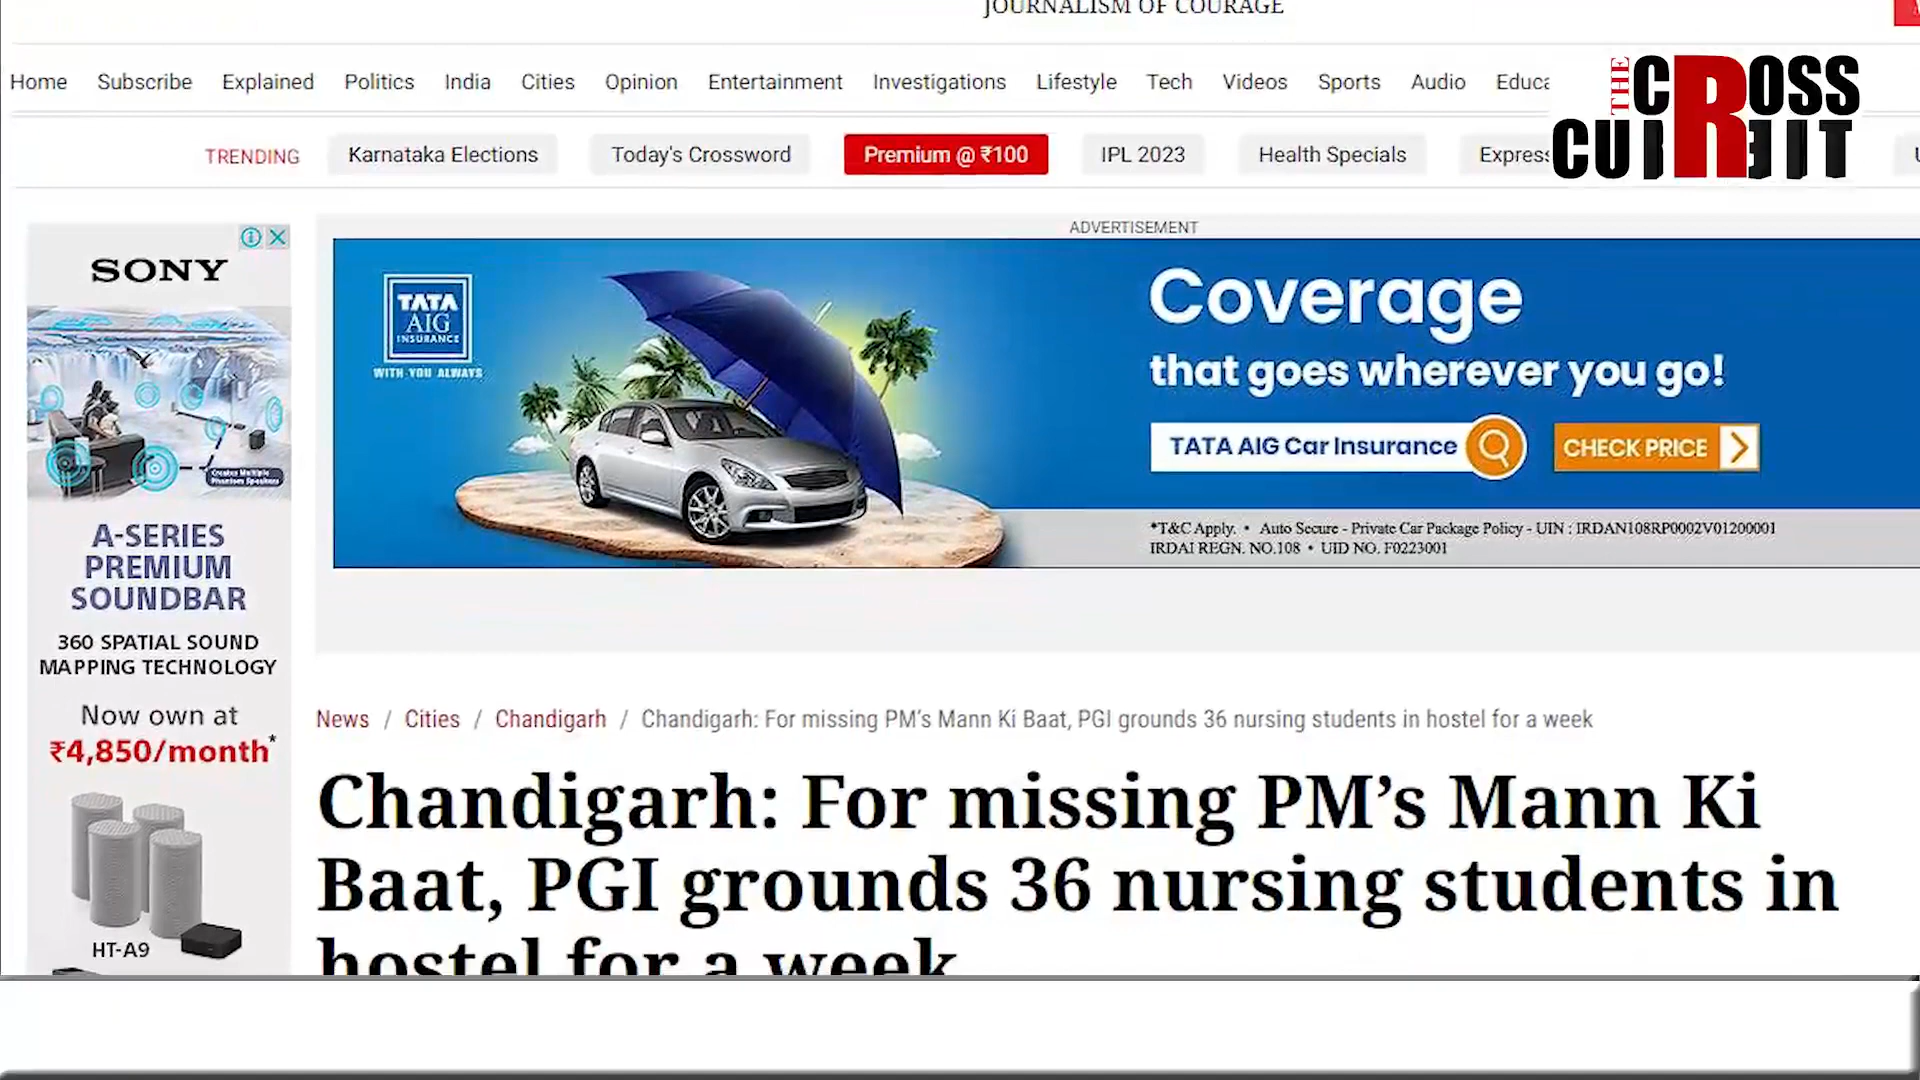 JOURNALISM OF COURAGE
Home Subscribe Explained Politics India Cities Opinion Entertainment Investigations Lifestyle Tech Videos Sports Audio
THE CROSS
TRENDING Karnataka Elections Today's Crossword Premium @ ₹100 IPL 2023 Health Specials
ADVERTISEMENT
SONY
Creates Multiple
Phantom Speakers
A-SERIES
PREMIUM
SOUNDBAR
360 SPATIAL SOUND
MAPPING TECHNOLOGY
Now own at
₹4,850/month*
HT-A9
TATA
AIG
INSURANCE
WITH YOU ALWAYS
Coverage
that goes wherever you go!
TATA AIG Car Insurance CHECK PRICE
*T&C Apply. • Auto Secure - Private Car Package Policy - UIN : IRDAN108RP0002V01200001
IRDAI REGN. NO.108 • UID NO. F0223001
News / Cities / Chandigarh / Chandigarh: For missing PM’s Mann Ki Baat, PGI grounds 36 nursing students in hostel for a week
Chandigarh: For missing PM’s Mann Ki
Baat, PGI grounds 36 nursing students in
hostel for a week